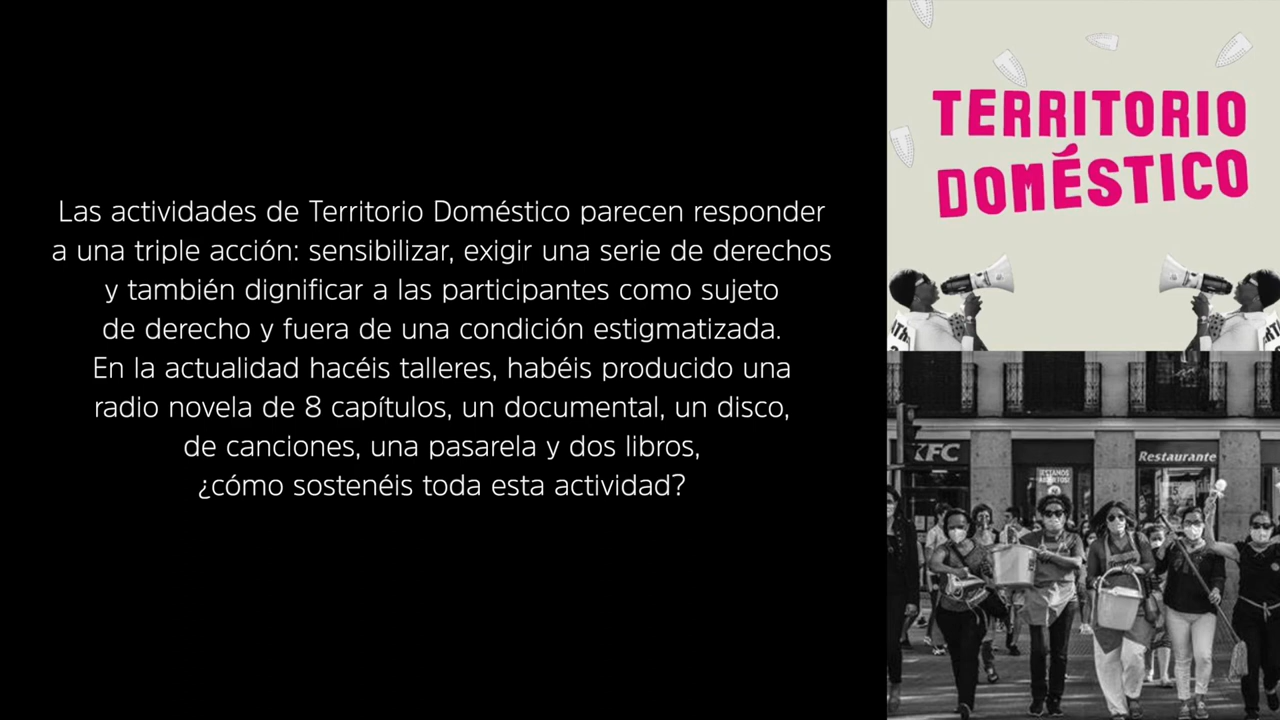 Las actividades de Territorio Doméstico parecen responder
a una triple acción: sensibilizar, exigir una serie de derechos
y también dignificar a las participantes como sujeto
de derecho y fuera de una condición estigmatizada.
En la actualidad hacéis talleres, habéis producido una
radio novela de 8 capítulos, un documental, un disco,
de canciones, una pasarela y dos libros,
¿cómo sostenéis toda esta actividad?
TERRITORIO
DOMÉSTICO
KFC
Restaurante
¡ESTAMOS
ABIERTOS!